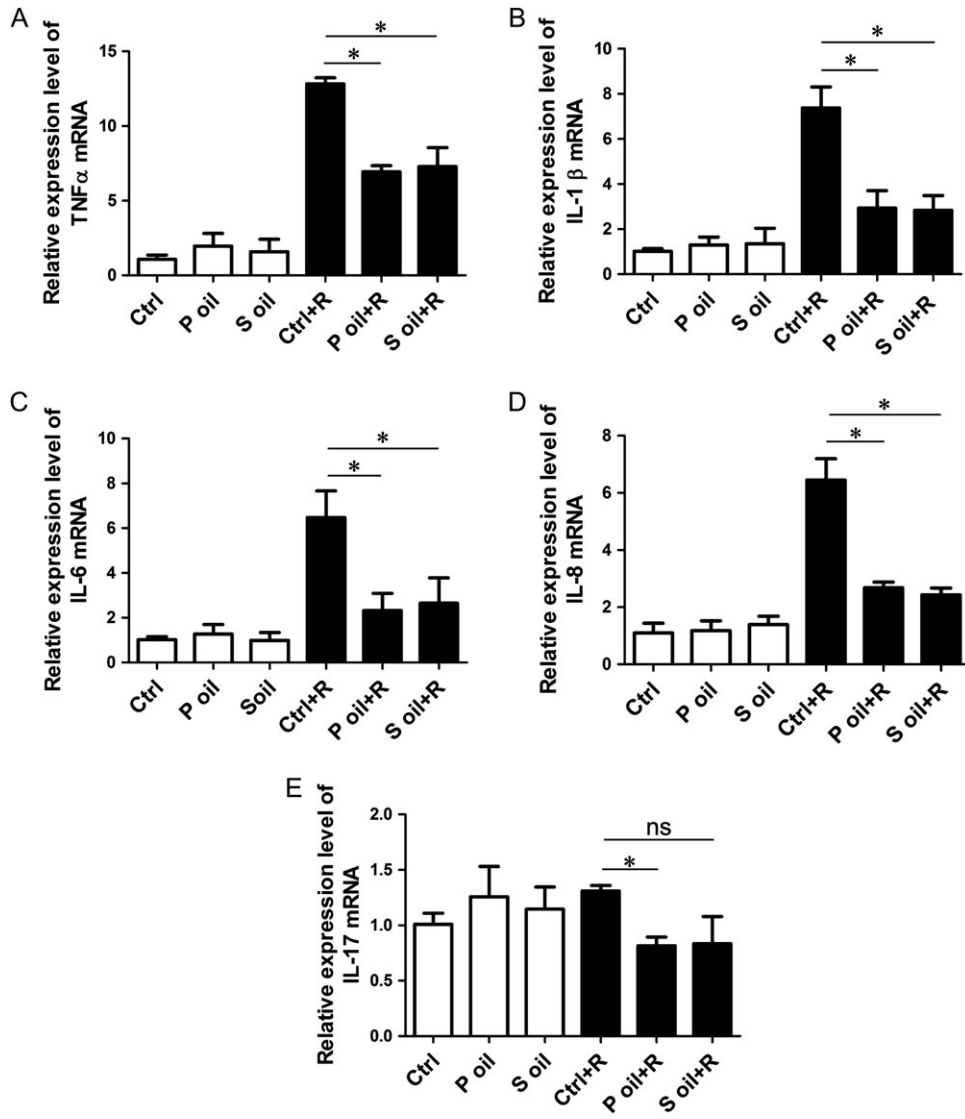 A
Relative expression level of
TNFα mRNA
15
10
5
0
*
*
Ctrl
P oil
S oil
Ctrl+R
P oil+R
S oil+R
B
Relative expression level of
IL-1 β mRNA
10
8
6
4
2
0
*
*
Ctrl
P oil
S oil
Ctrl+R
P oil+R
S oil+R
C
Relative expression level of
IL-6 mRNA
10
8
6
4
2
0
*
*
Ctrl
P oil
Soil
Ctrl+R
P oil+R
S oil+R
D
Relative expression level of
IL-8 mRNA
8
6
4
2
0
*
*
Ctrl
P oil
S oil
Ctrl+R
P oil+R
S oil+R
E
Relative expression level of
IL-17 mRNA
2.0
1.5
1.0
0.5
0.0
ns
*
Ctrl
P oil
S oil
Ctrl+R
P oil+R
S oil+R